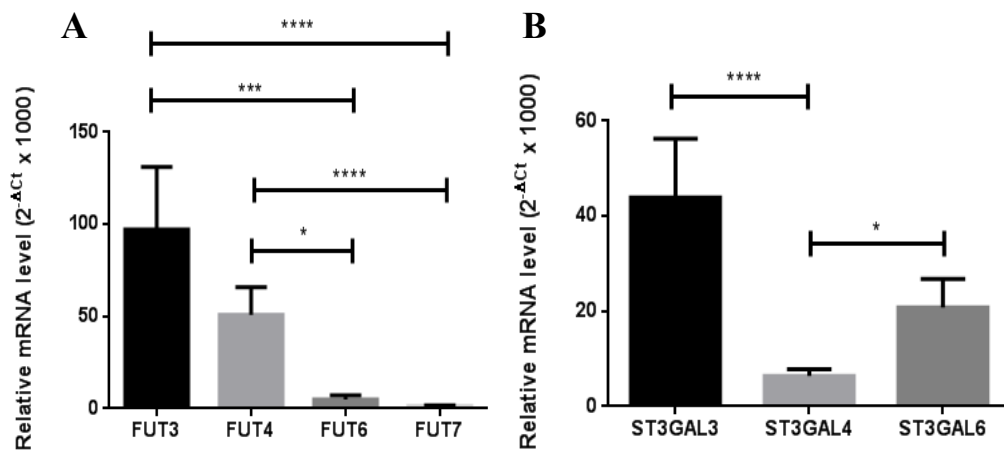 A
B
****
***
****
*
****
*
Relative mRNA level (2^-ΔCt x 1000)
150
100
50
0
FUT3 FUT4 FUT6 FUT7
Relative mRNA level (2^-ΔCt x 1000)
60
40
20
0
ST3GAL3 ST3GAL4 ST3GAL6